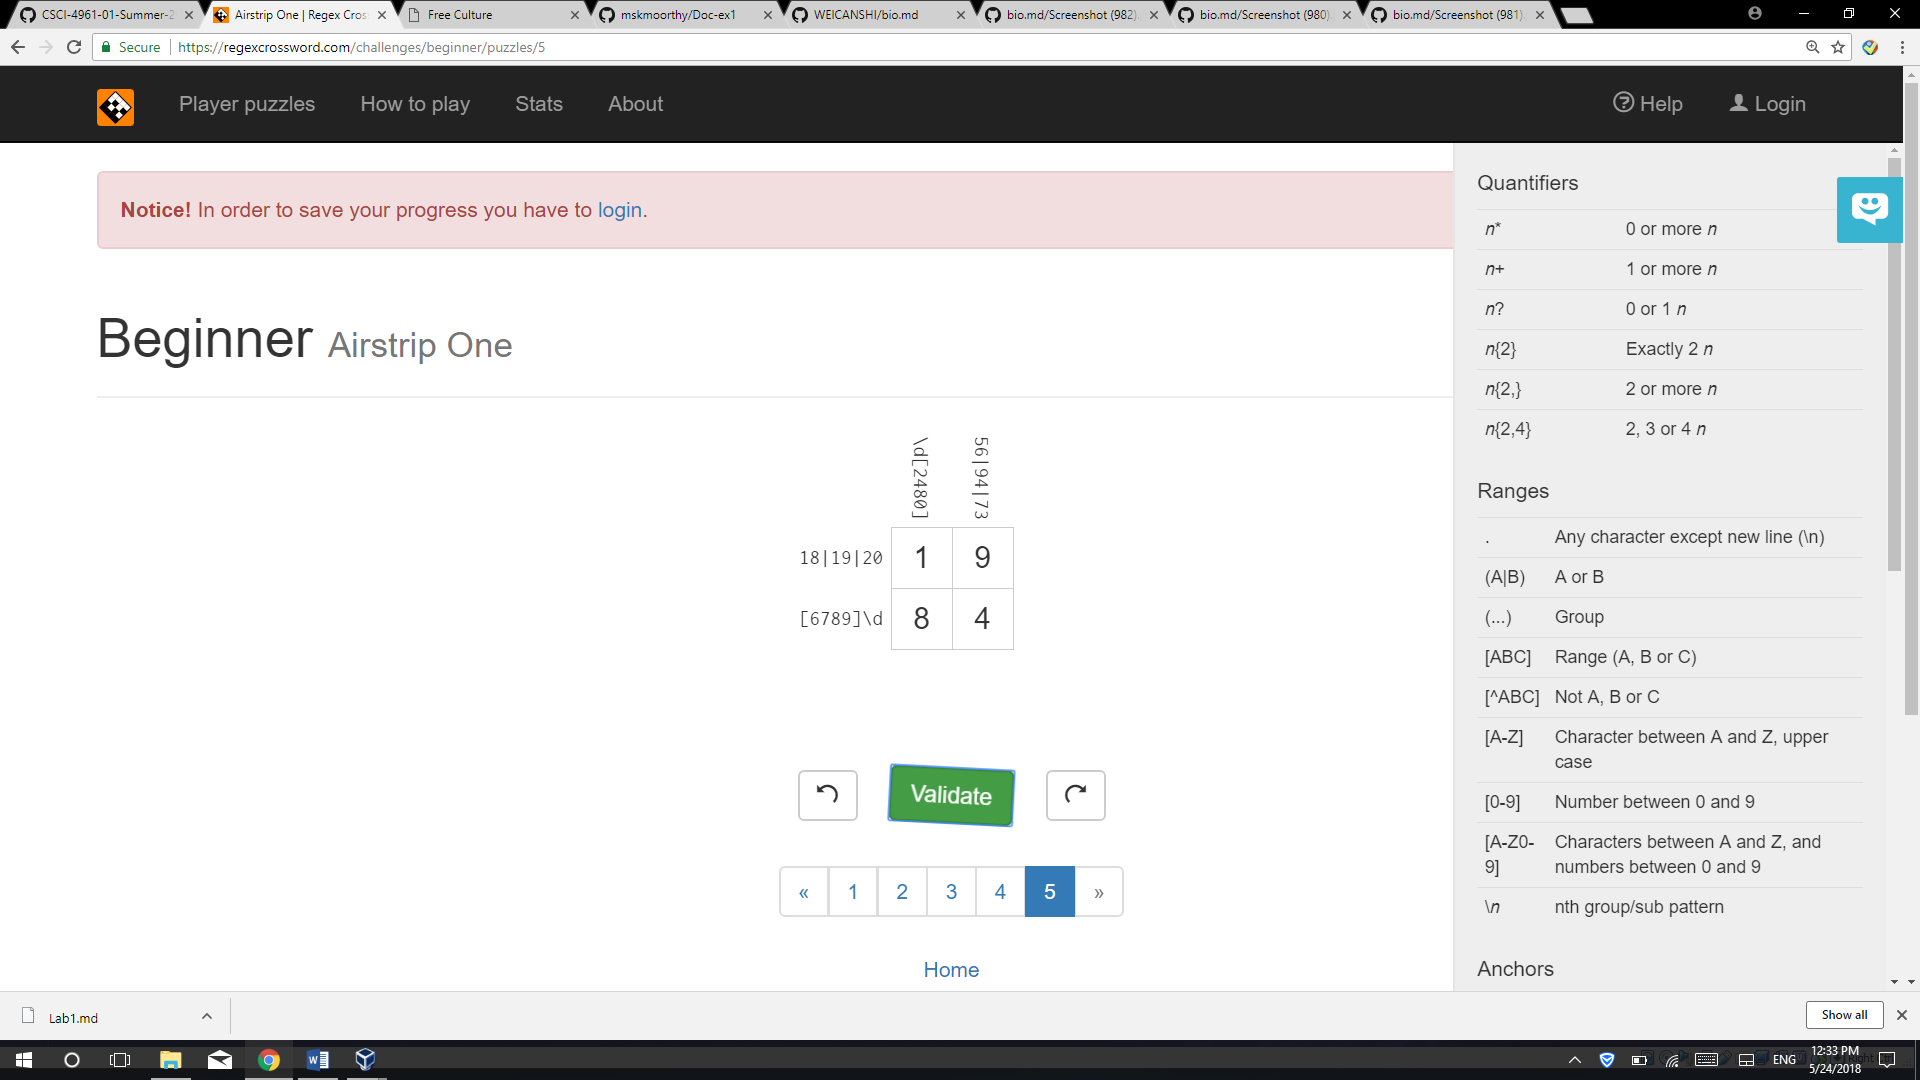 CSCI-4961-01-Summer-2
Airstrip One | Regex Cros
Free Culture
mskmoorthy/Doc-ex1
WEICANSHI/bio.md
bio.md/Screenshot (982).
bio.md/Screenshot (980).
bio.md/Screenshot (981).
Secure
https://regexcrossword.com/challenges/beginner/puzzles/5
Player puzzles
How to play
Stats
About
Help
Login
Notice! In order to save your progress you have to login.
Beginner Airstrip One
\d[2480]
56|94|73
18|19|20 1 9
[6789]\d 8 4
Validate
« 1 2 3 4 5 »
Home
Quantifiers
n* 0 or more n
n+ 1 or more n
n? 0 or 1 n
n{2} Exactly 2 n
n{2,} 2 or more n
n{2,4} 2, 3 or 4 n
Ranges
. Any character except new line (\n)
(A|B) A or B
(...) Group
[ABC] Range (A, B or C)
[^ABC] Not A, B or C
[A-Z] Character between A and Z, upper
case
[0-9] Number between 0 and 9
[A-Z0- Characters between A and Z, and
9] numbers between 0 and 9
\n nth group/sub pattern
Anchors
Lab1.md
Show all
ENG
12:33 PM
5/24/2018